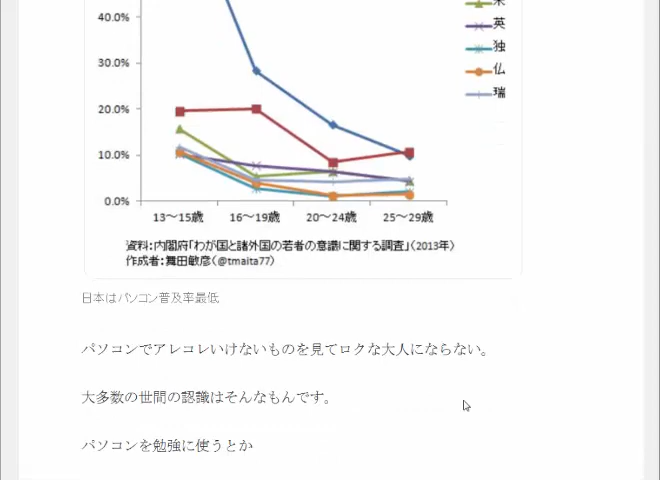 40.0%
30.0%
20.0%
10.0%
0.0%
13～15歳 16～19歳 20～24歳 25～29歳
米
英
独
仏
瑞
資料：内閣府「わが国と諸外国の若者の意識に関する調査」（2013年）
作成者：舞田敏彦（@tmaita77）
日本はパソコン普及率最低
パソコンでアレコレいけないものを見てロクな大人にならない。
大多数の世間の認識はそんなもんです。
パソコンを勉強に使うとか